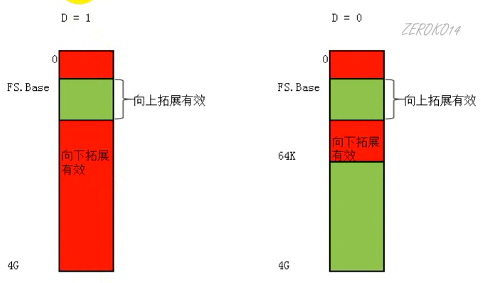 D = 1
D = 0
ZEROKO14
0
0
FS.Base
向上拓展有效
FS.Base
向上拓展有效
向下拓展
有效
64K
向下拓展
有效
4G
4G